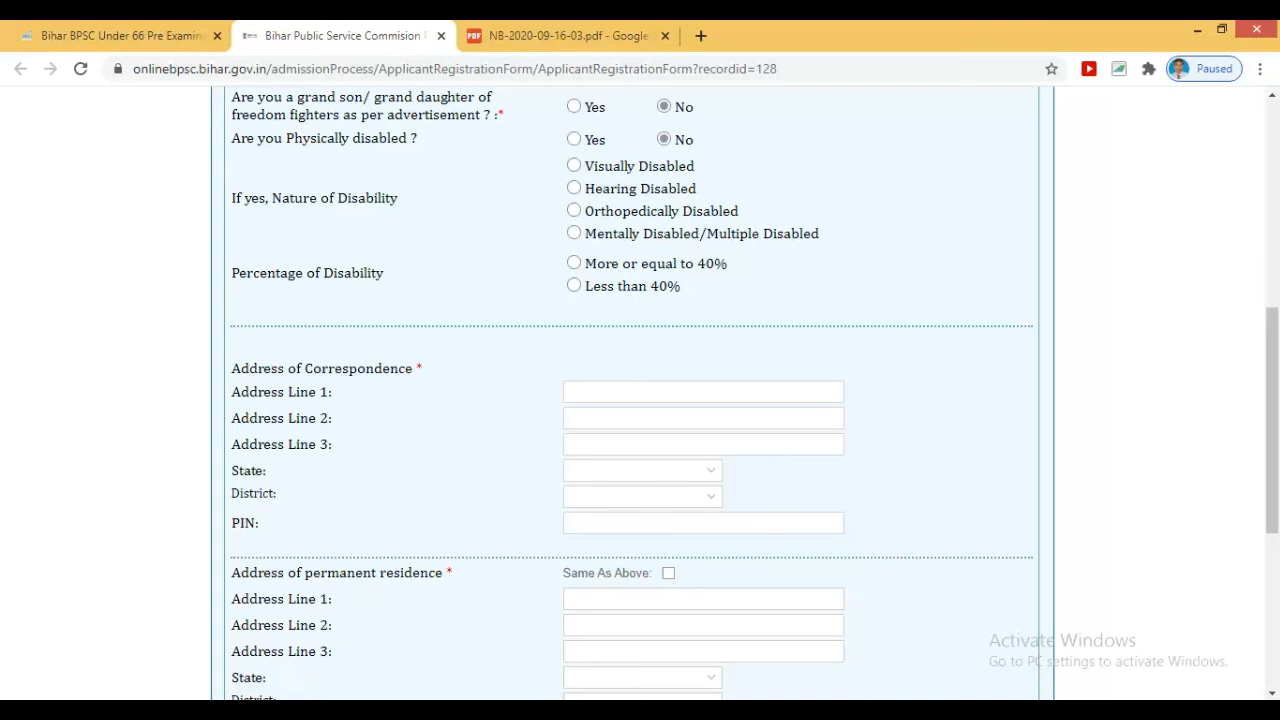 Bihar BPSC Under 66 Pre Examin
Bihar Public Service Commision
NB-2020-09-16-03.pdf - Google
onlinebpsc.bihar.gov.in/admissionProcess/ApplicantRegistrationForm/ApplicantRegistrationForm?recordid=128
Paused
Are you a grand son/ grand daughter of
freedom fighters as per advertisement ? :*
Yes No
Are you Physically disabled ? Yes No
If yes, Nature of Disability
Visually Disabled
Hearing Disabled
Orthopedically Disabled
Mentally Disabled/Multiple Disabled
Percentage of Disability
More or equal to 40%
Less than 40%
Address of Correspondence *
Address Line 1:
Address Line 2:
Address Line 3:
State:
District:
PIN:
Address of permanent residence * Same As Above:
Address Line 1:
Address Line 2:
Address Line 3:
State:
District:
Activate Windows
Go to PC settings to activate Windows.